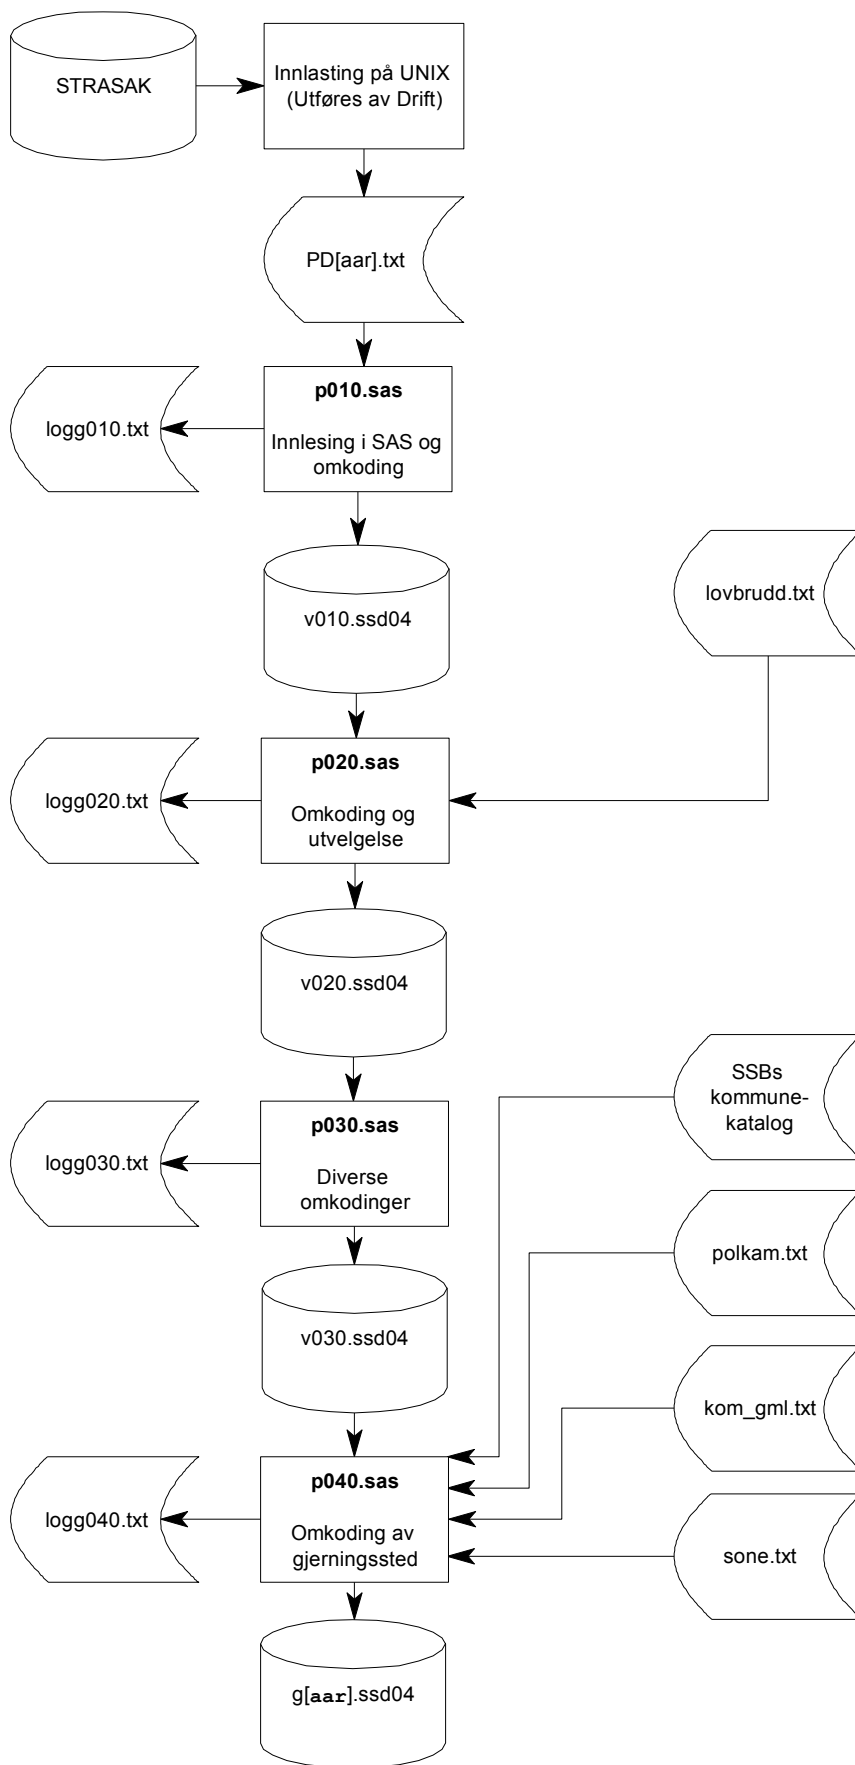 STRASAK
Innlasting på UNIX
(Utføres av Drift)
PD[aar].txt
p010.sas
logg010.txt
Innlesing i SAS og
omkoding
v010.ssd04
lovbrudd.txt
p020.sas
logg020.txt
Omkoding og
utvelgelse
v020.ssd04
SSBs
kommune-
katalog
p030.sas
logg030.txt
Diverse
omkodinger
polkam.txt
v030.ssd04
kom_gml.txt
p040.sas
logg040.txt
Omkoding av
gjerningssted
sone.txt
g[aar].ssd04